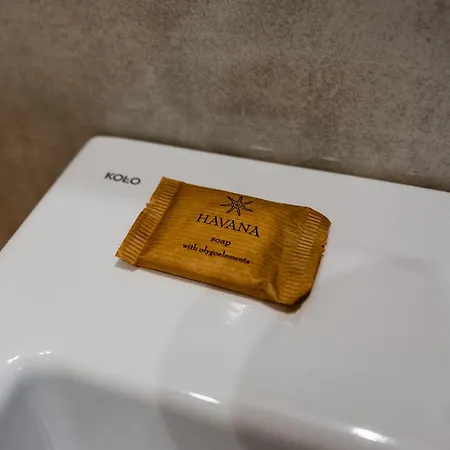 KOŁO
HAVANA
soap
with olygoelements